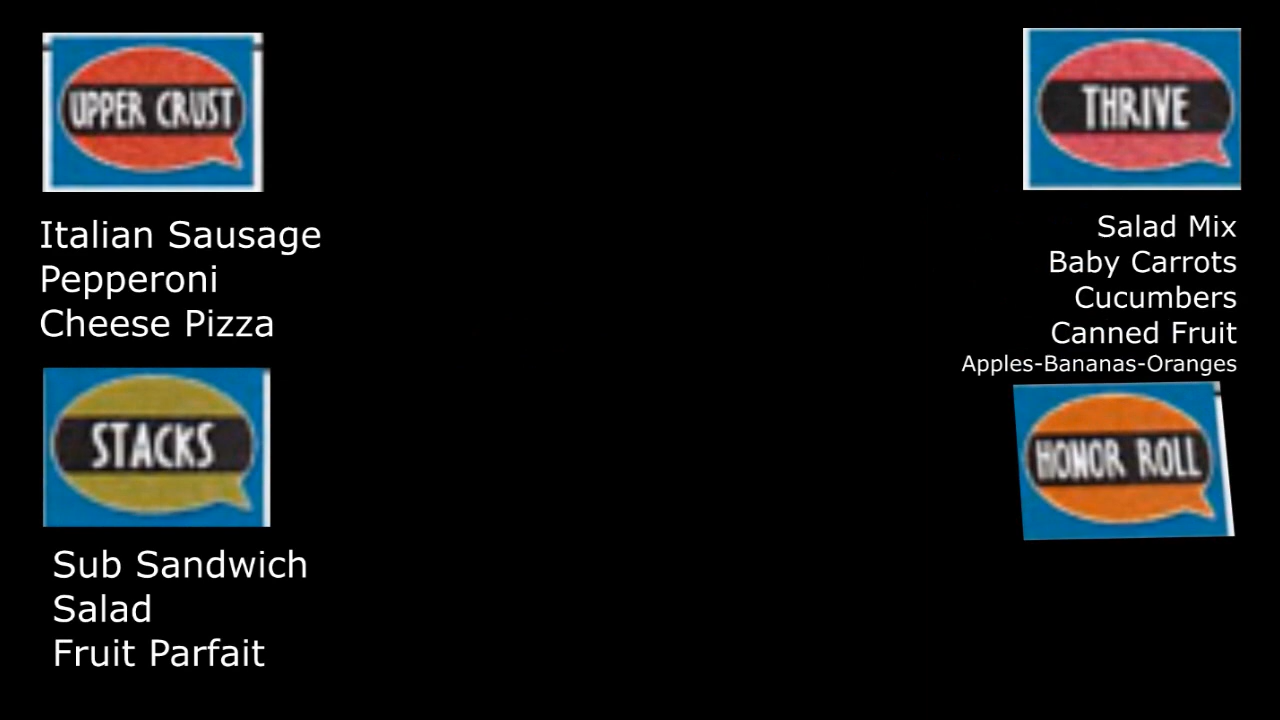 UPPER CRUST
Italian Sausage
Pepperoni
Cheese Pizza
STACKS
Sub Sandwich
Salad
Fruit Parfait
THRIVE
Salad Mix
Baby Carrots
Cucumbers
Canned Fruit
Apples-Bananas-Oranges
HONOR ROLL